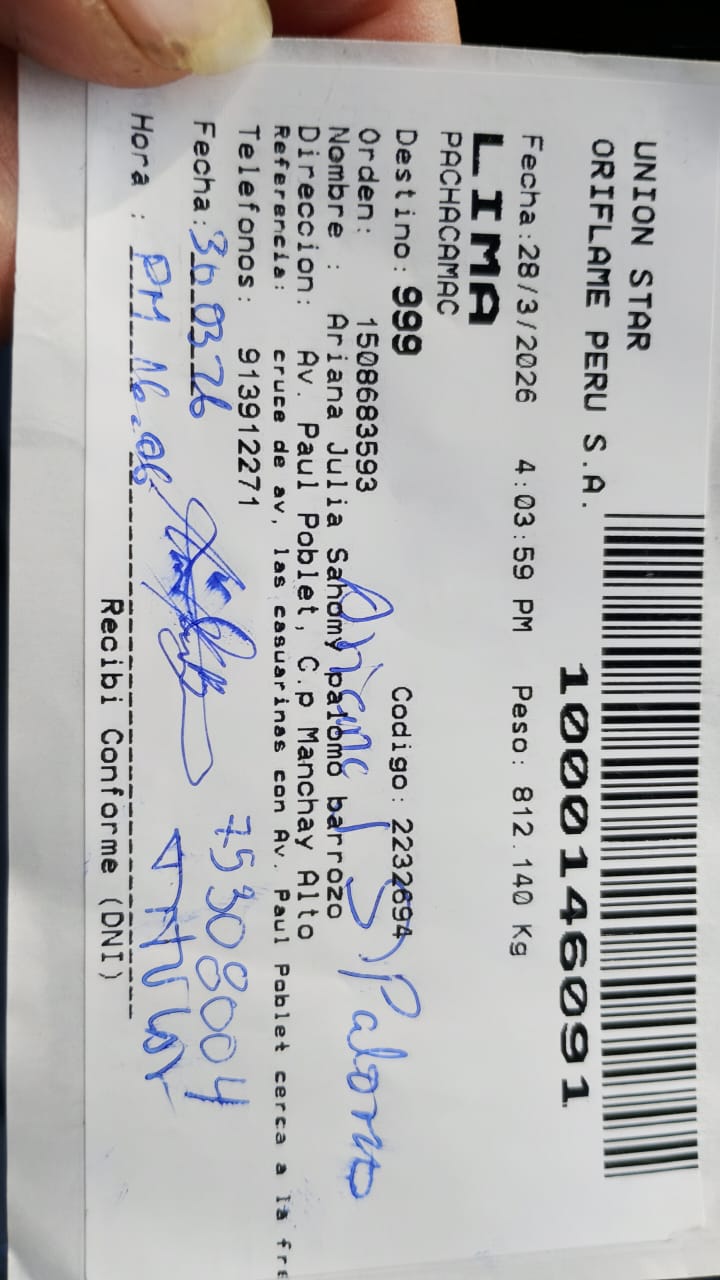 UNION STAR
ORIFLAME PERU S.A.
1000146091
Fecha:28/3/2026 4:03:59 PM Peso: 812.140 Kg
LIMA
PACHACAMAC
Destino: 999 Codigo: 2232694
Orden: 1508683593
Ariana J S Palomo
Nombre : Ariana Julia Sahomy palomo barrozo
Direccion: Av. Paul Poblet, C.p Manchay Alto
Referencia: cruce de av, las casuarinas con Av. Paul Poblet cerca a la fre
Telefonos: 913912271
Fecha: 30 03 26 75308004
Hora : PM 16-06
Recibi Conforme (DNI)